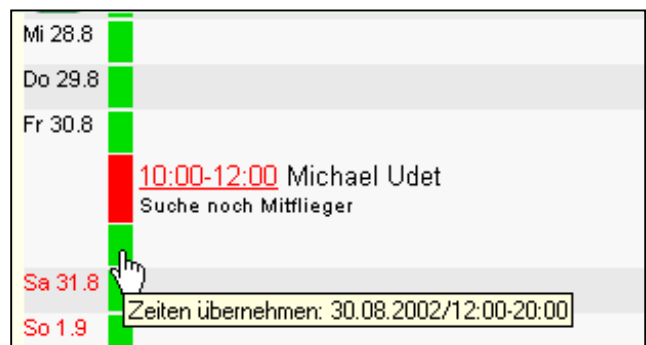 Mi 28.8
Do 29.8
Fr 30.8
10:00-12:00 Michael Udet
Suche noch Mitflieger
Sa 31.8
Zeiten übernehmen: 30.08.2002/12:00-20:00
So 1.9